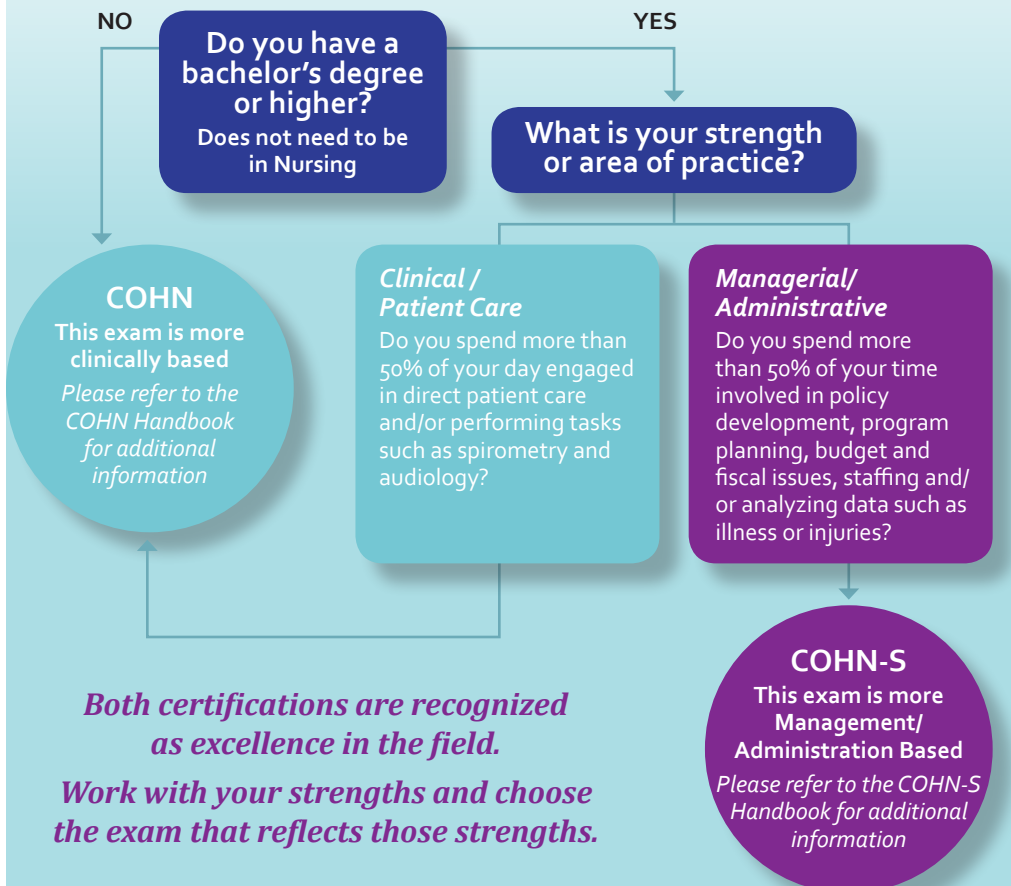 NO
YES
Do you have a
bachelor's degree
or higher?
Does not need to be
in Nursing
What is your strength
or area of practice?
COHN
This exam is more
clinically based
Please refer to the
COHN Handbook
for additional
information
Clinical /
Patient Care
Do you spend more than
50% of your day engaged
in direct patient care
and/or performing tasks
such as spirometry and
audiology?
Managerial/
Administrative
Do you spend more
than 50% of your time
involved in policy
development, program
planning, budget and
fiscal issues, staffing and/
or analyzing data such as
illness or injuries?
COHN-S
This exam is more
Management/
Administration Based
Please refer to the COHN-S
Handbook for additional
information
Both certifications are recognized
as excellence in the field.
Work with your strengths and choose
the exam that reflects those strengths.